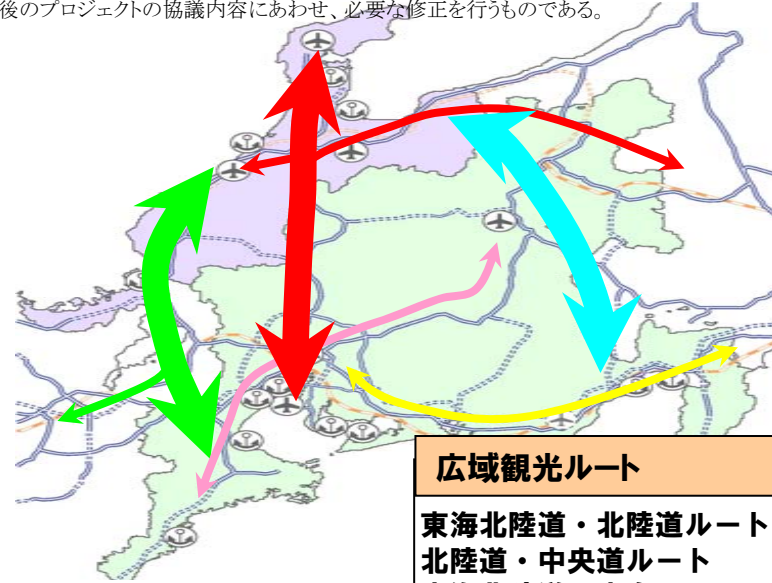 後のプロジェクトの協議内容にあわせ、必要な修正を行うものである。
広域観光ルート
東海北陸道・北陸道ルート
北陸道・中央道ルート